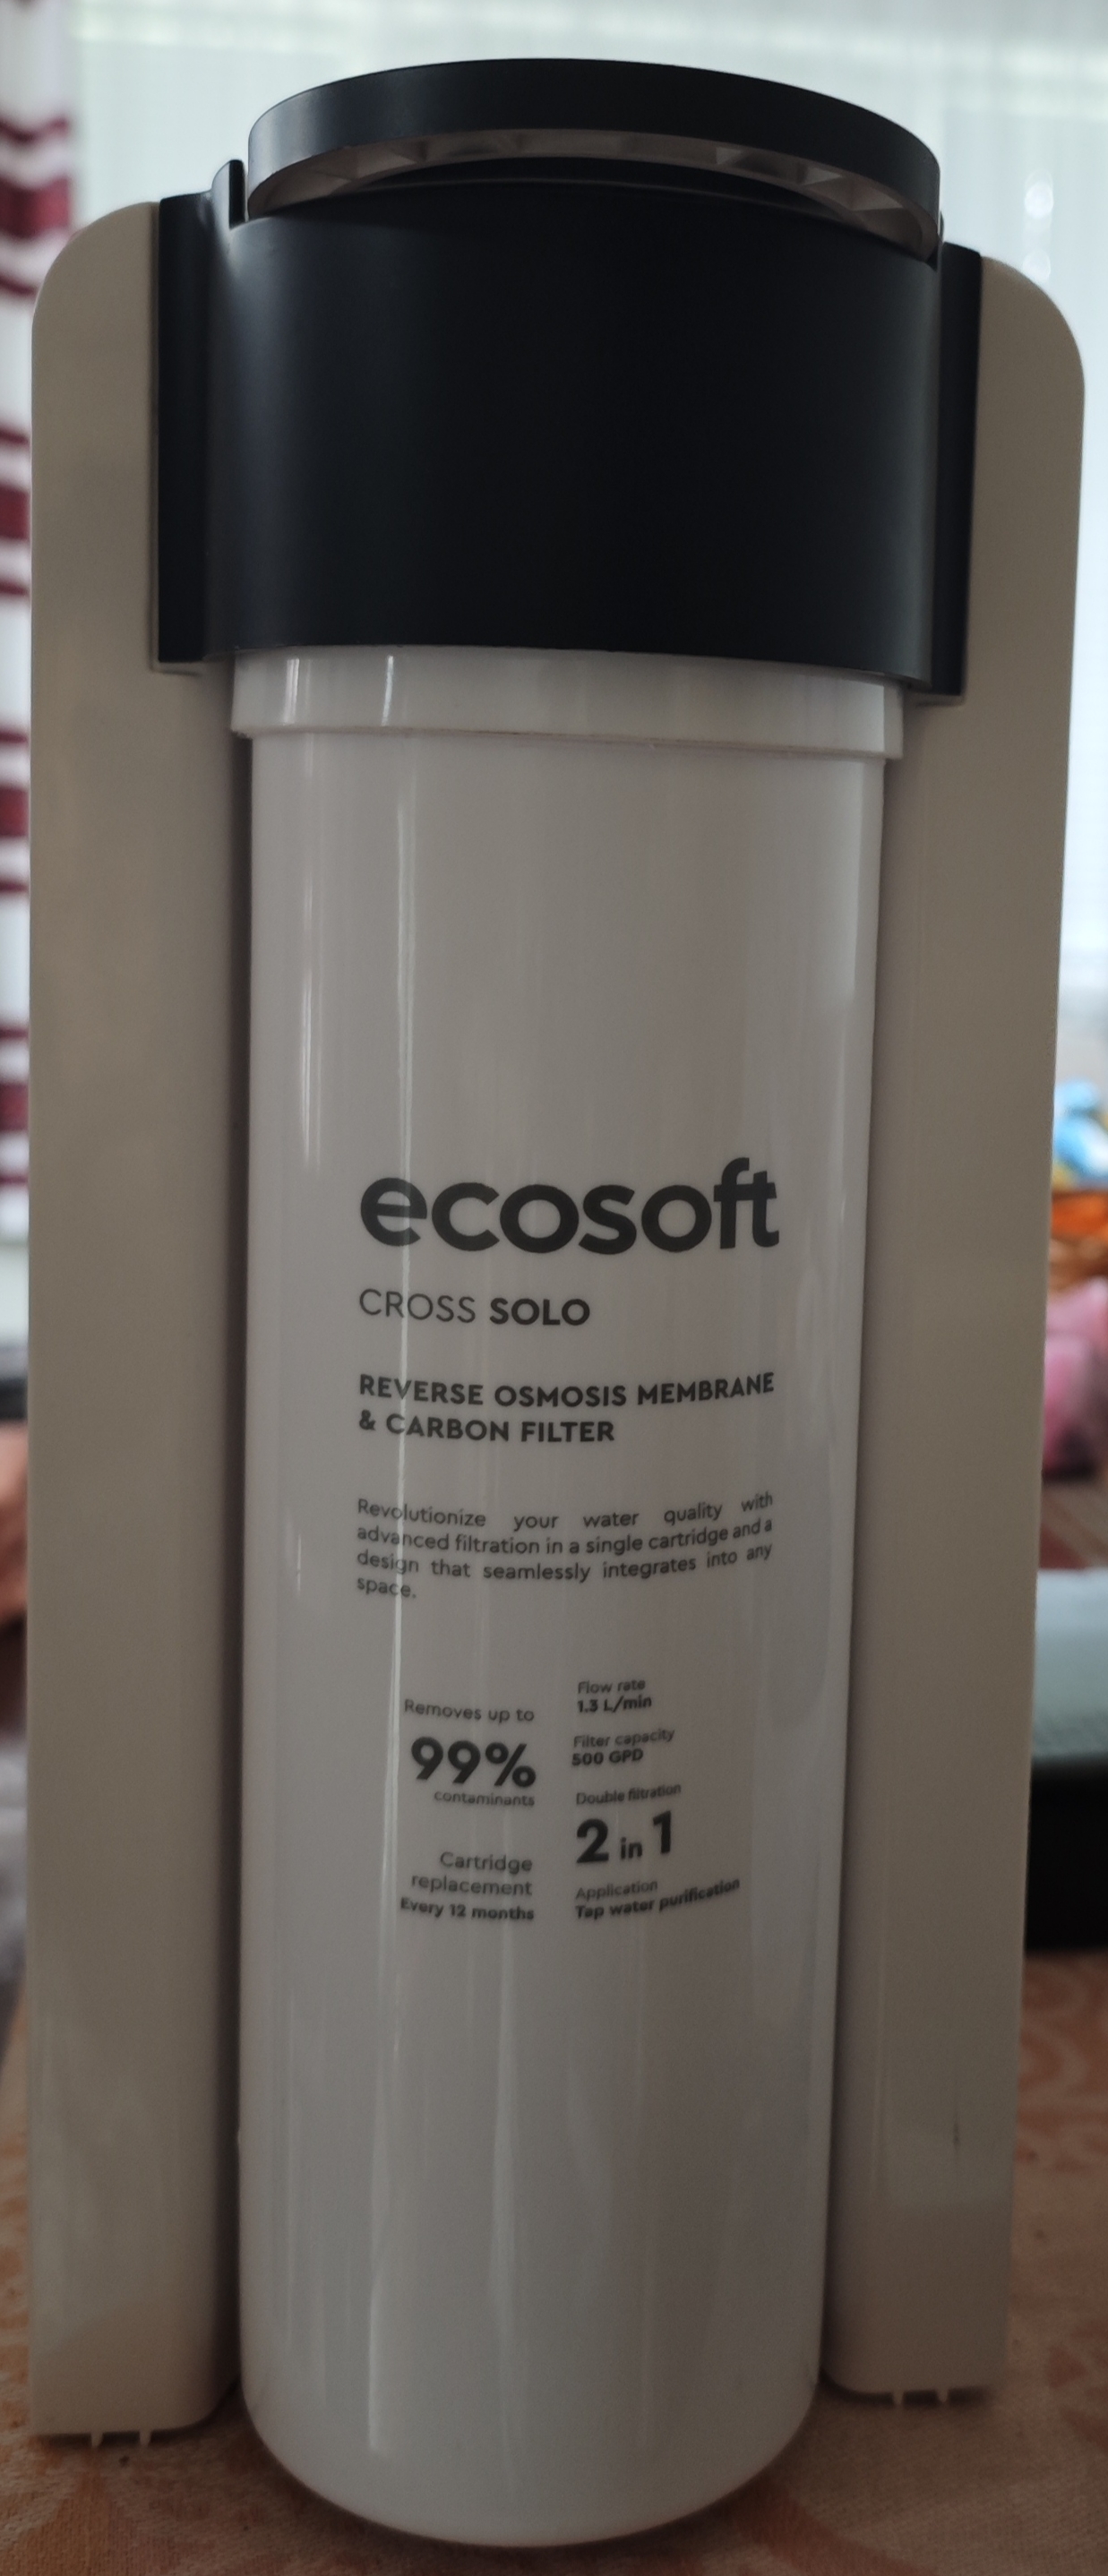 ecosoft
CROSS SOLO
REVERSE OSMOSIS MEMBRANE
& CARBON FILTER
Revolutionize your water quality with
advanced filtration in a single cartridge and a
design that seamlessly integrates into any
space.
Removes up to
99%
contaminants
Cartridge
replacement
Every 12 months
Flow rate
1.3 L/min
Filter capacity
500 GPD
Double filtration
2 in 1
Application
Tap water purification